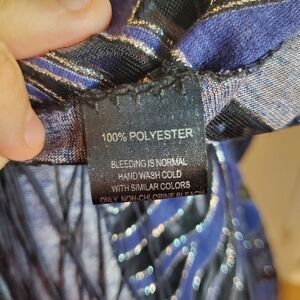 100% POLYESTER
BLEEDING IS NORMAL
HAND WASH COLD
WITH SIMILAR COLORS
ONLY, NON-CHLORINE BLEACH